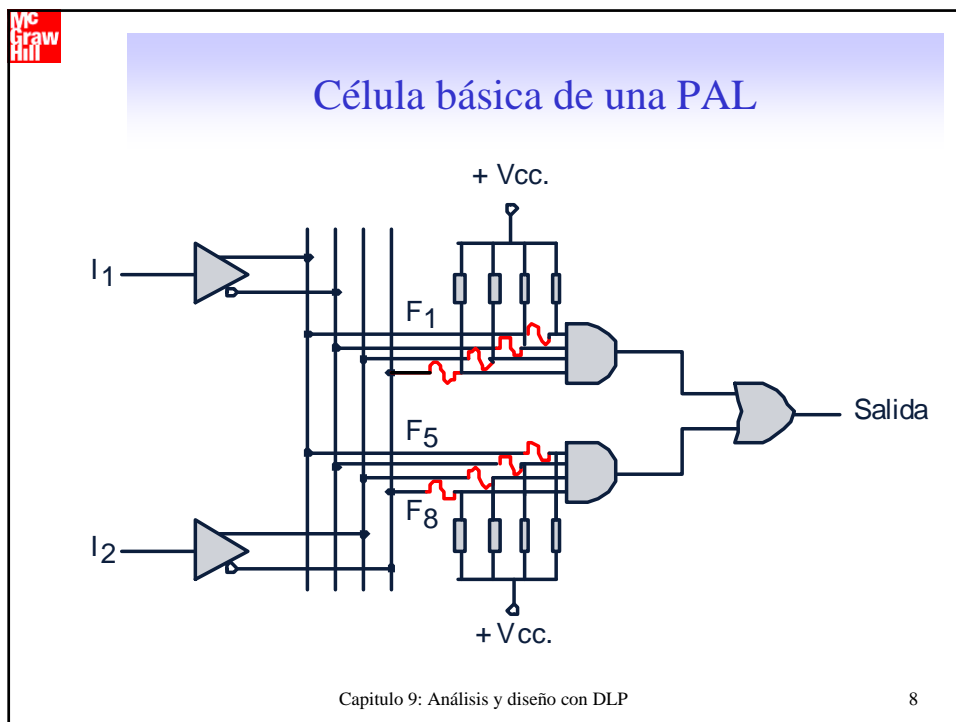 Mc
Graw
Hill
Célula básica de una PAL
+ Vcc.
I1
F1
F5
Salida
F8
I2
+ Vcc.
Capitulo 9: Análisis y diseño con DLP
8